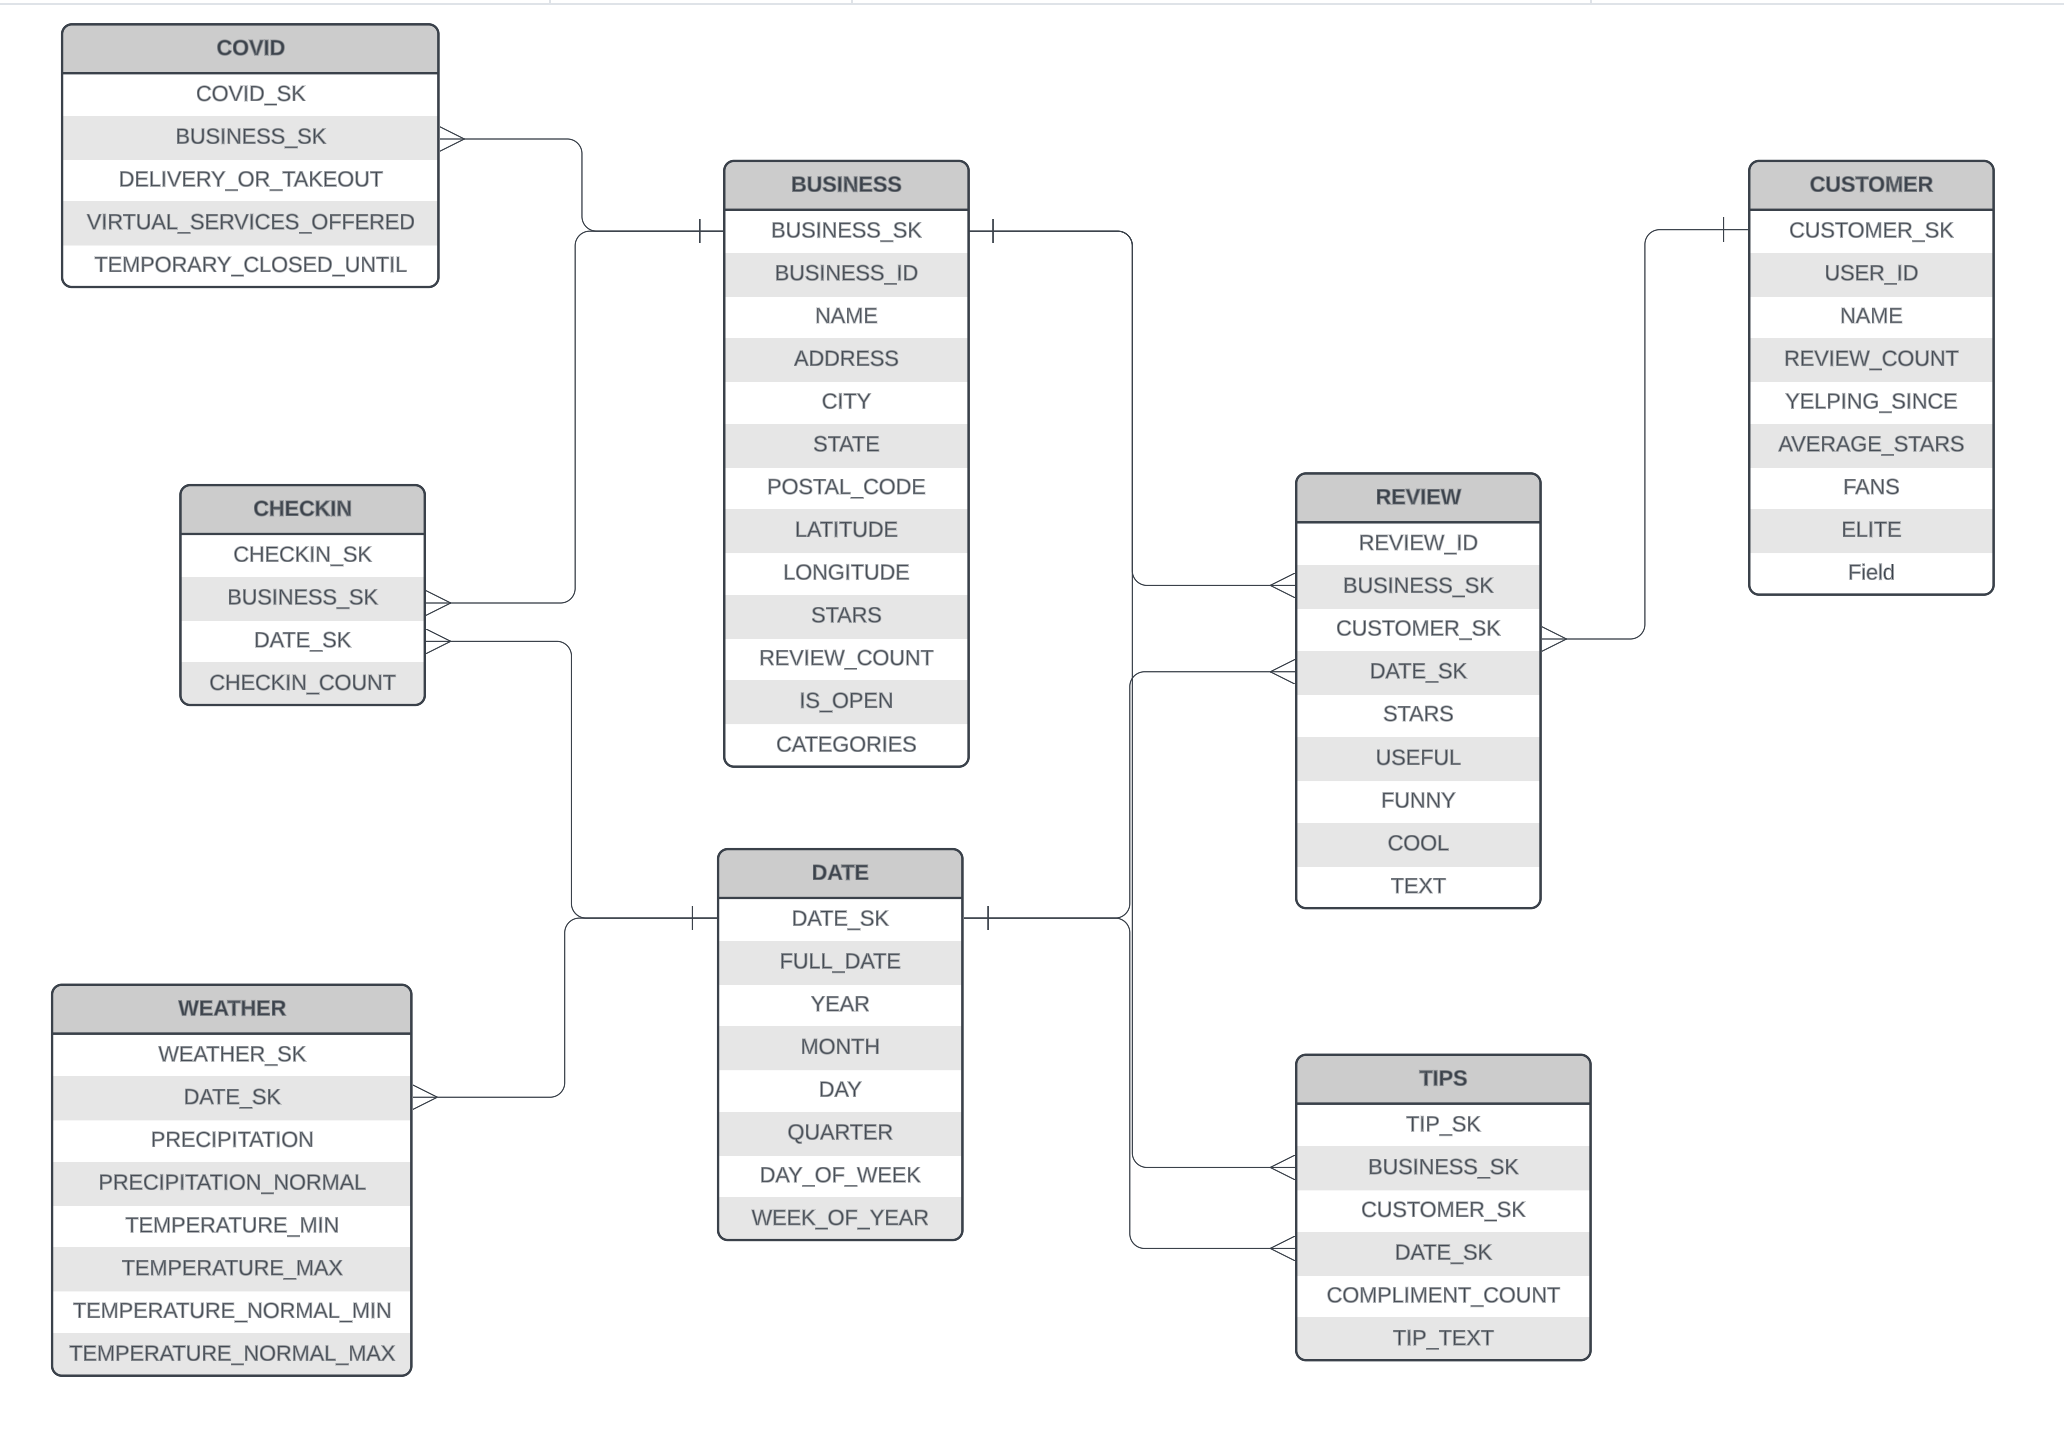 COVID
COVID_SK
BUSINESS_SK
DELIVERY_OR_TAKEOUT
VIRTUAL_SERVICES_OFFERED
TEMPORARY_CLOSED_UNTIL
BUSINESS
BUSINESS_SK
BUSINESS_ID
NAME
ADDRESS
CITY
STATE
POSTAL_CODE
LATITUDE
LONGITUDE
STARS
REVIEW_COUNT
IS_OPEN
CATEGORIES
CUSTOMER
CUSTOMER_SK
USER_ID
NAME
REVIEW_COUNT
YELPING_SINCE
AVERAGE_STARS
FANS
ELITE
Field
CHECKIN
CHECKIN_SK
BUSINESS_SK
DATE_SK
CHECKIN_COUNT
REVIEW
REVIEW_ID
BUSINESS_SK
CUSTOMER_SK
DATE_SK
STARS
USEFUL
FUNNY
COOL
TEXT
DATE
DATE_SK
FULL_DATE
YEAR
MONTH
DAY
QUARTER
DAY_OF_WEEK
WEEK_OF_YEAR
WEATHER
WEATHER_SK
DATE_SK
PRECIPITATION
PRECIPITATION_NORMAL
TEMPERATURE_MIN
TEMPERATURE_MAX
TEMPERATURE_NORMAL_MIN
TEMPERATURE_NORMAL_MAX
TIPS
TIP_SK
BUSINESS_SK
CUSTOMER_SK
DATE_SK
COMPLIMENT_COUNT
TIP_TEXT